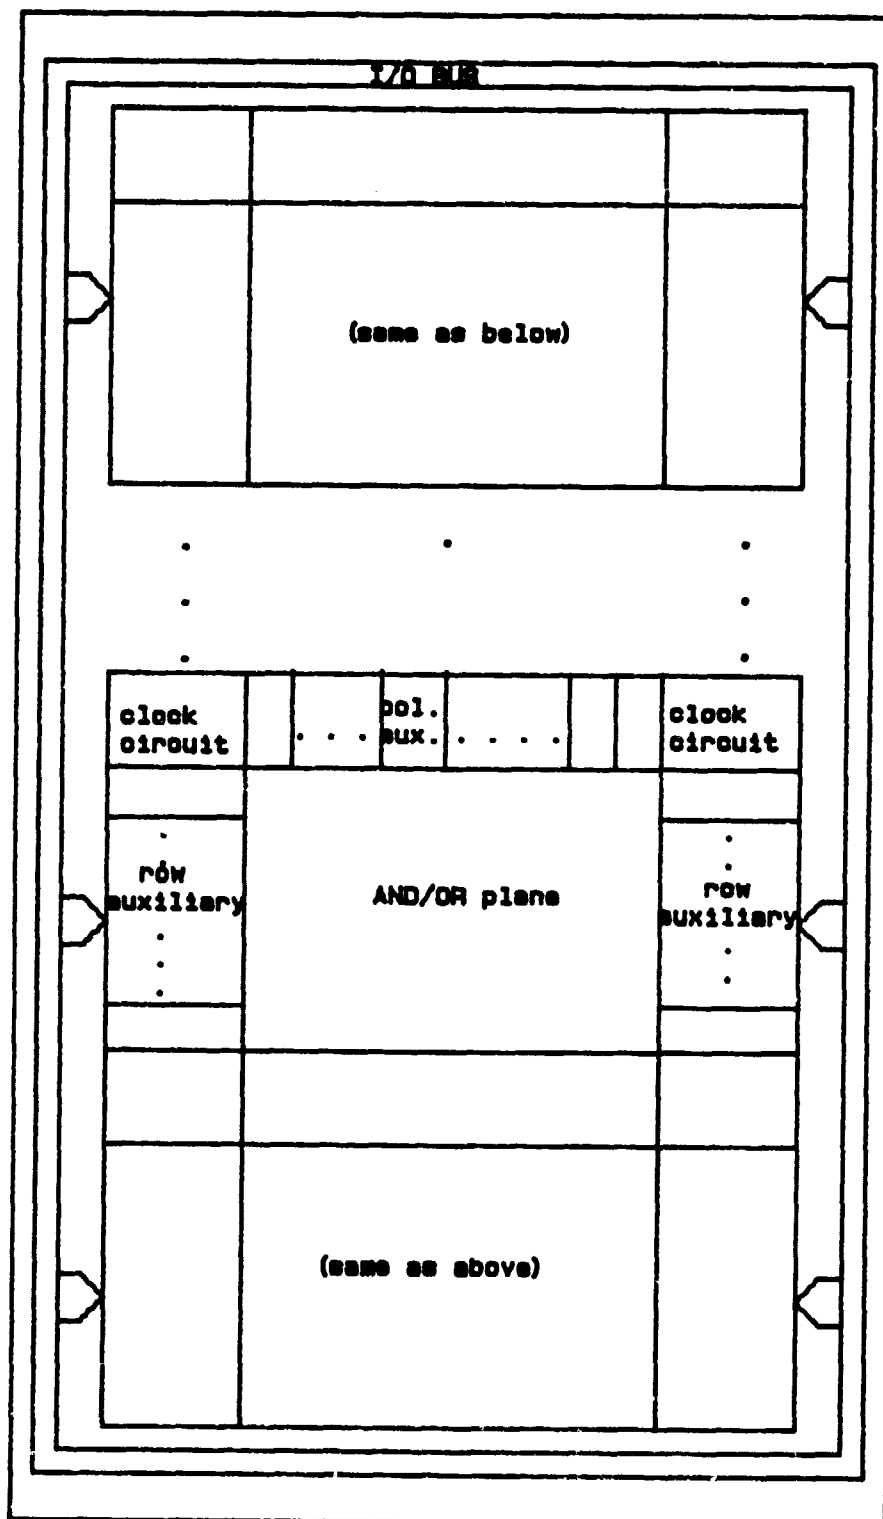 I/O BUS
(same as below)
clock
circuit
col.
. . . aux. . . . .
clock
circuit
row
auxiliary
AND/OR plane
row
auxiliary
(same as above)